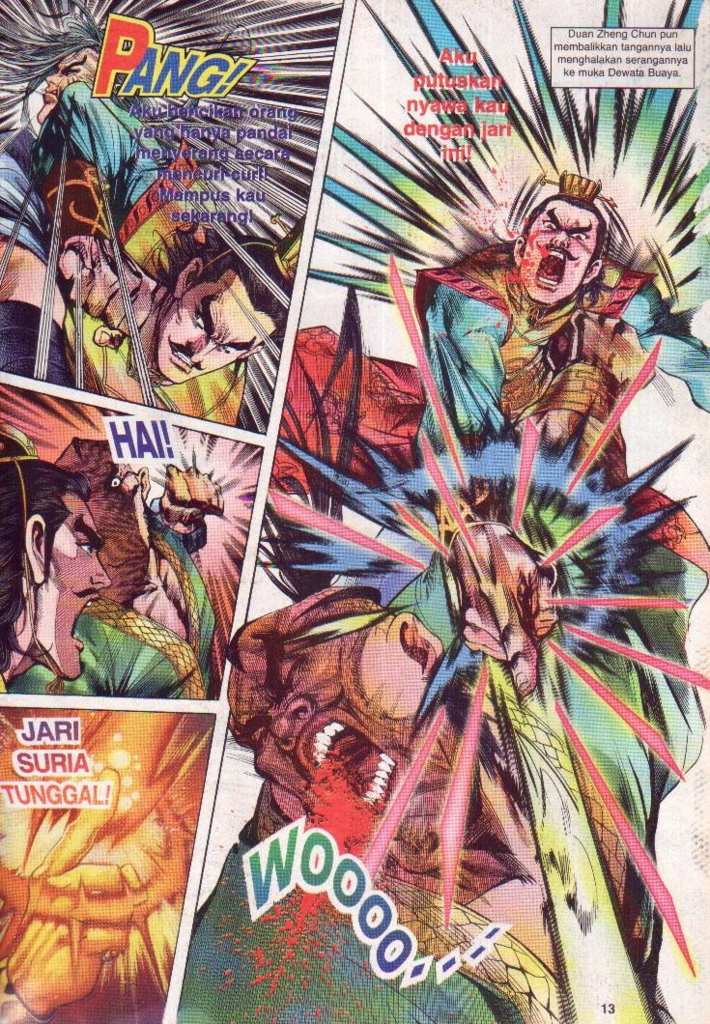 PANG!
Aku bencikan orang
yang hanya pandai
menyerang secara
mencuri-curi!
Mampus kau
sekarang!
HAI!
JARI
SURIA
TUNGGAL!
Duan Zheng Chun pun
membalikkan tangannya lalu
menghalakan serangannya
ke muka Dewata Buaya.
Aku
putuskan
nyawa kau
dengan jari
ini!
WOOOO...
13